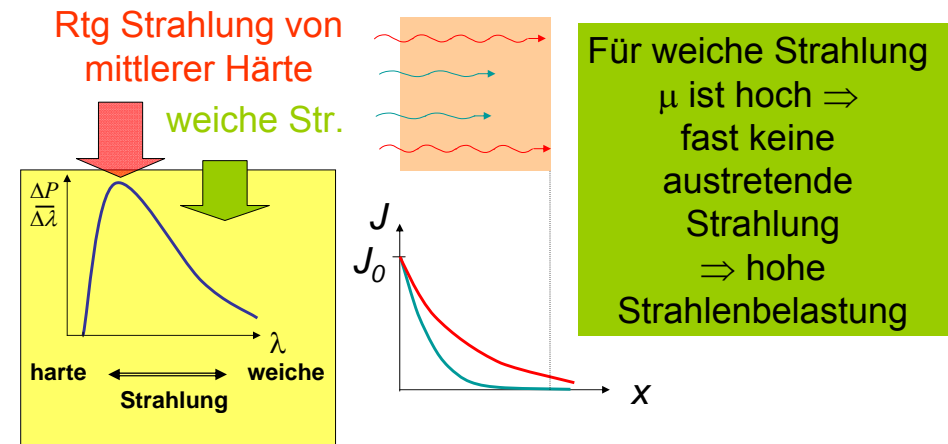 Rtg Strahlung von
mittlerer Härte
weiche Str.
ΔP
Δλ
λ
harte weiche
Strahlung
J
J₀
x
Für weiche Strahlung
μ ist hoch ⇒
fast keine
austretende
Strahlung
⇒ hohe
Strahlenbelastung